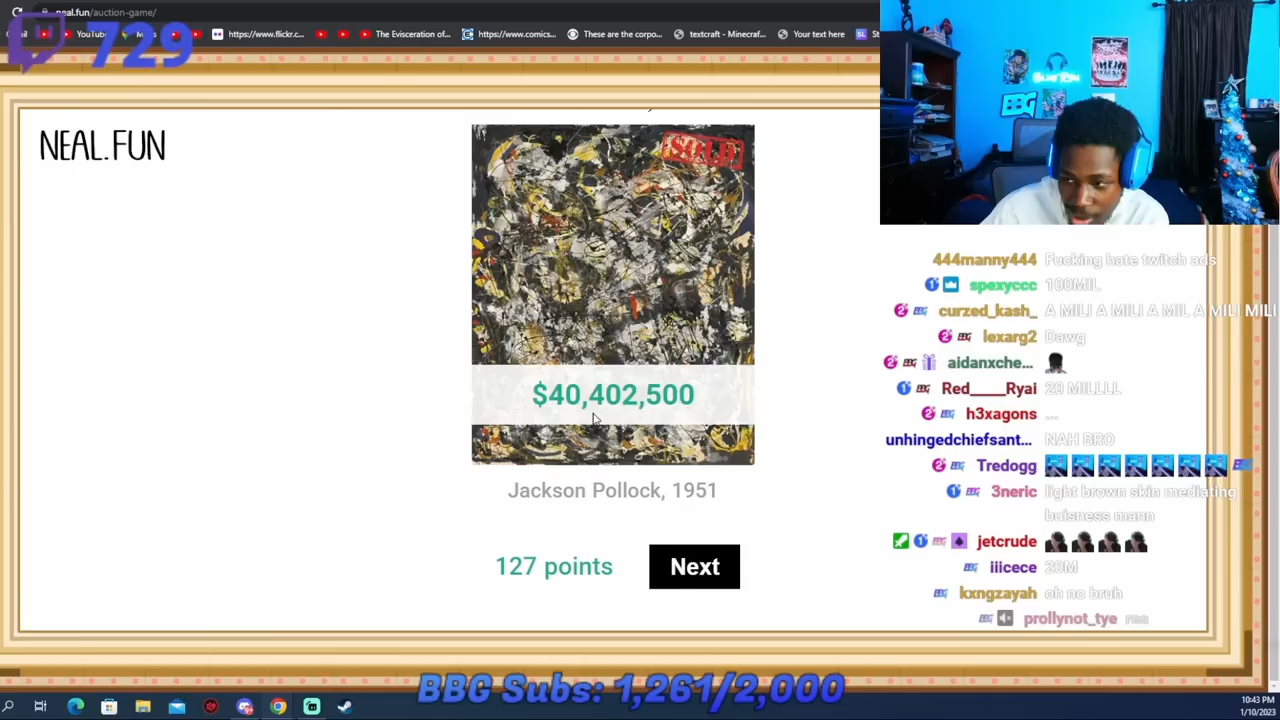 neal.fun/auction-game/
729
YouTube
https://www.flickr.c...
The Evisceration of...
https://www.comics...
These are the corpo...
textcraft - Minecraf...
Your text here
NEAL.FUN
SOLD
$40,402,500
Jackson Pollock, 1951
127 points
Next
BBG
444manny444 Fucking hate twitch ads
spexyccc 100MIL
curzed_kash_ A MILI A MILI A MIL A MILI MILI
lexarg2 Dawg
aidanxche...
Red____Ryai 20 MILLLL
h3xagons ...
unhingedchiefsant... NAH BRO
Tredogg
3neric light brown skin mediating
buisness mann
jetcrude
iiicece 20M
kxngzayah oh no bruh
prollynot_tye
BBG Subs: 1,261/2,000
10:43 PM
1/10/2023